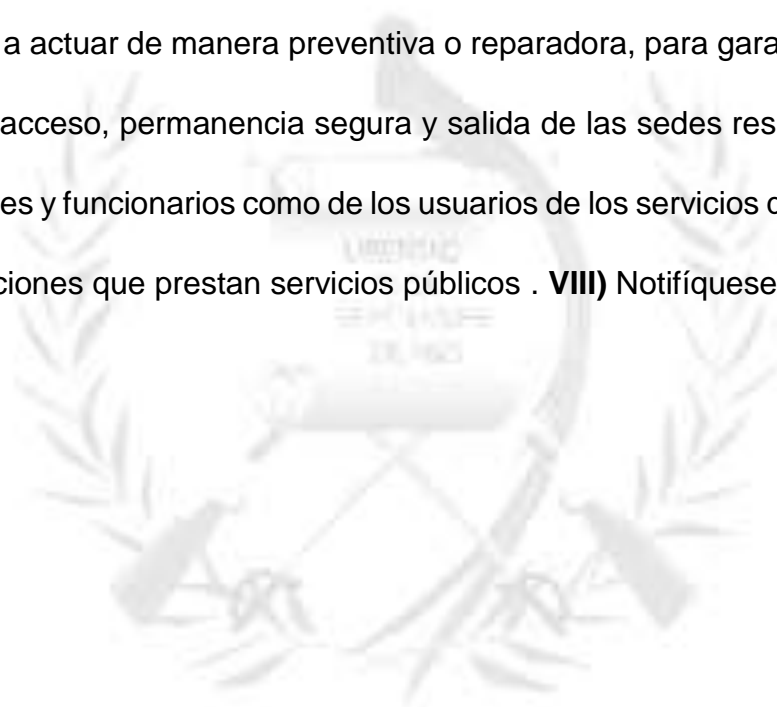 a actuar de manera preventiva o reparadora, para gara
acceso, permanencia segura y salida de las sedes res
es y funcionarios como de los usuarios de los servicios
ciones que prestan servicios públicos . VIII) Notifíquese
LIBERTAD